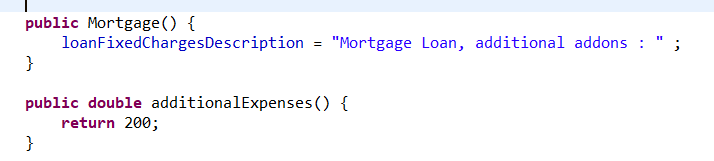 public Mortgage() {
loanFixedChargesDescription = "Mortgage Loan, additional addons : " ;
}
public double additionalExpenses() {
return 200;
}